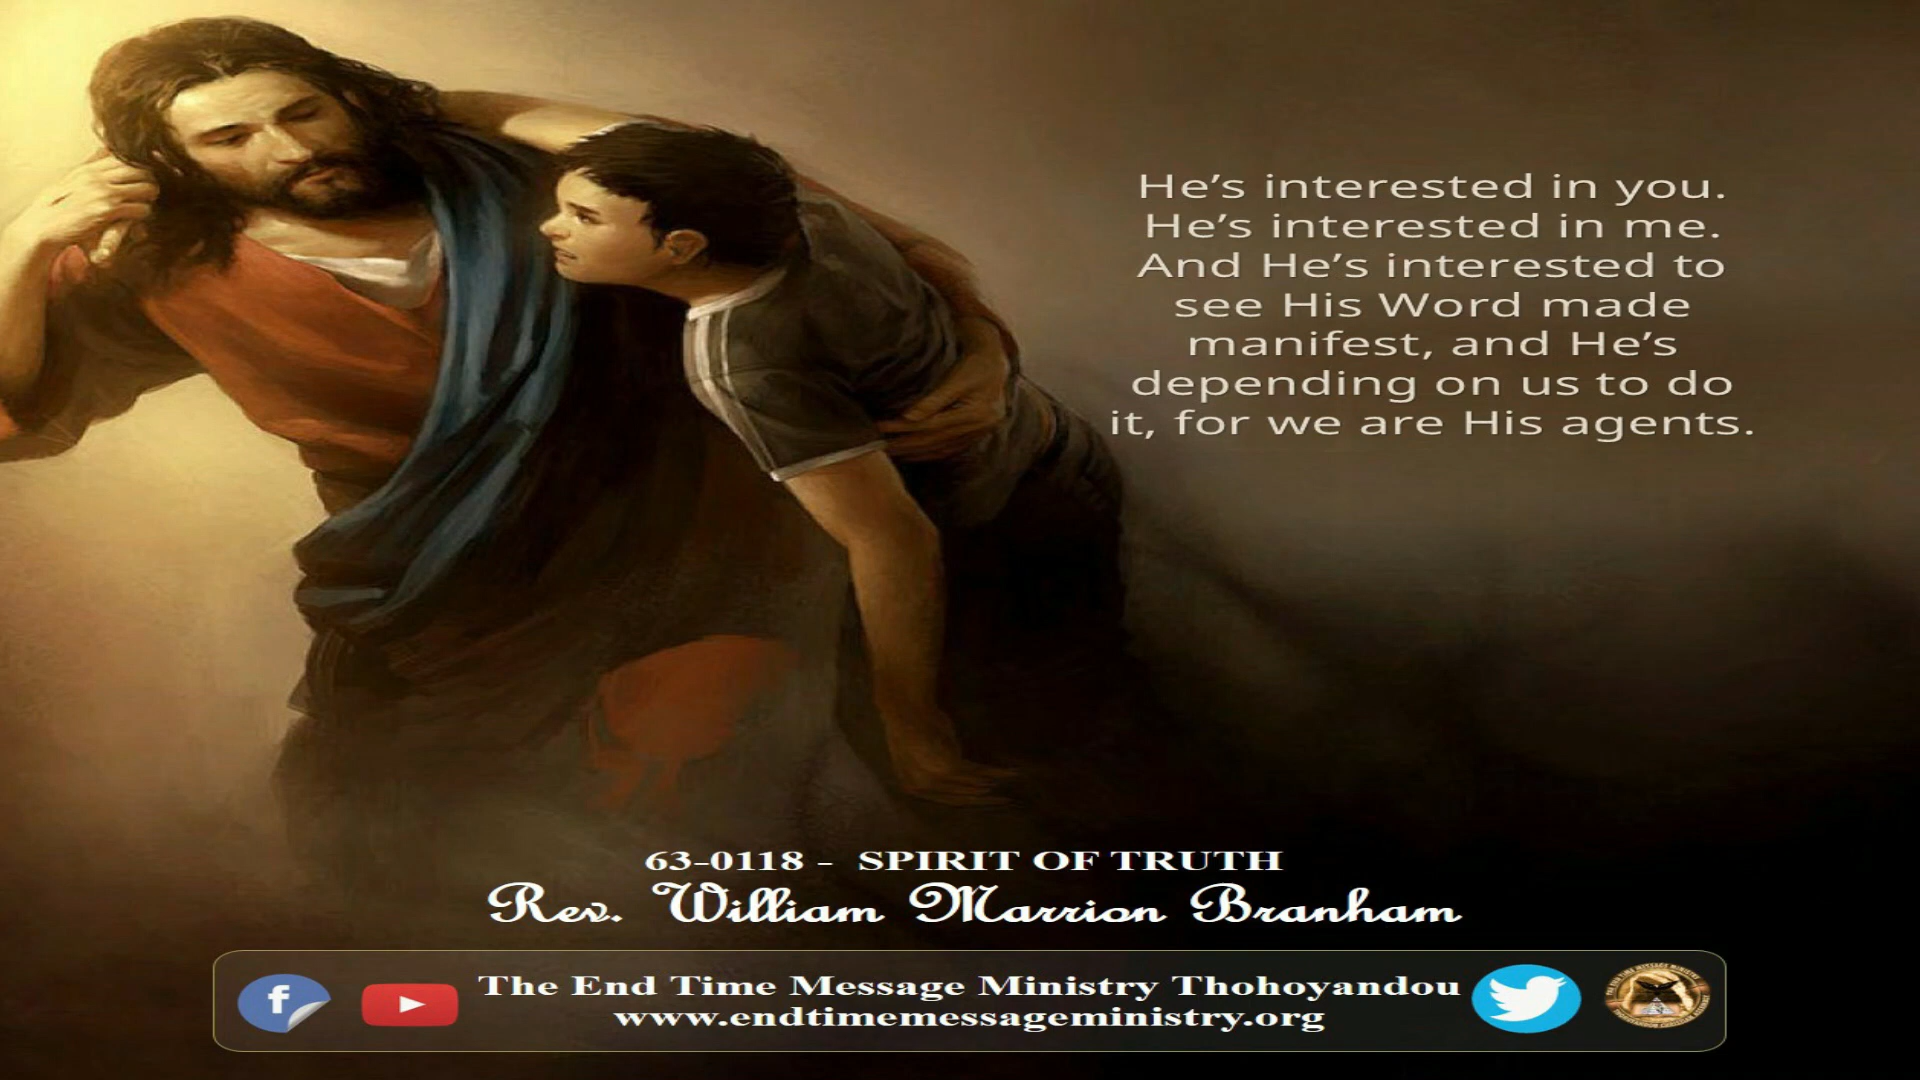 He’s interested in you.
He’s interested in me.
And He’s interested to
see His Word made
manifest, and He’s
depending on us to do
it, for we are His agents.
63-0118 - SPIRIT OF TRUTH
Rev. William Marrion Branham
The End Time Message Ministry Thohoyandou
www.endtimemessageministry.org